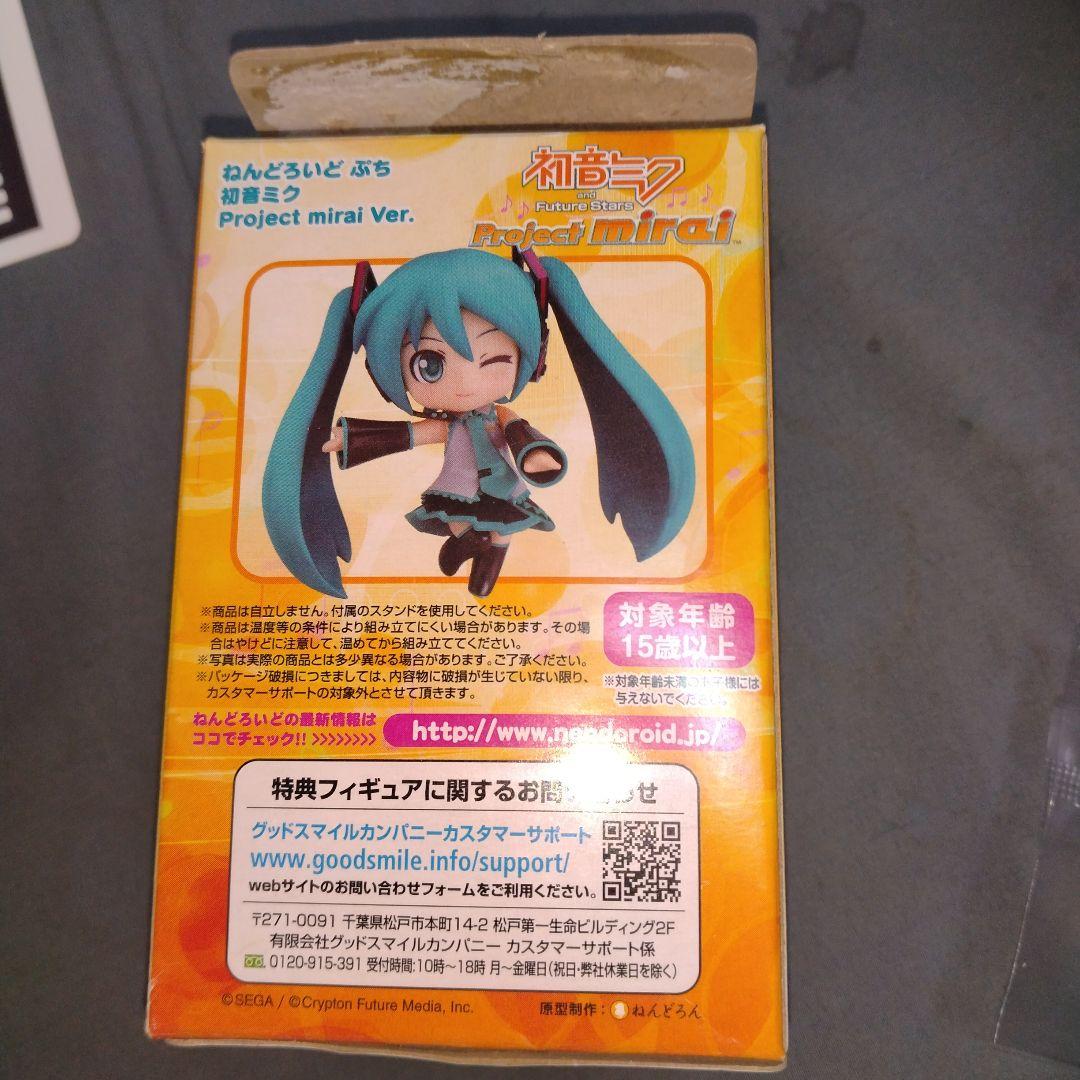 ねんどろいど ぷち
初音ミク
Project mirai Ver.
初音ミク
and
Future Stars
Project mirai™
※商品は自立しません。付属のスタンドを使用してください。
※商品は温度等の条件により組み立てにくい場合があります。その場
合はやけどに注意して、温めてから組み立ててください。
※写真は実際の商品とは多少異なる場合があります。ご了承ください。
※パッケージ破損につきましては、内容物に破損が生じていない限り、
カスタマーサポートの対象外とさせて頂きます。
対象年齢
15歳以上
※対象年齢未満のお子様には
与えないでください。
ねんどろいどの最新情報は
ココでチェック!! >>>>>>>>
http://www.nendoroid.jp/
特典フィギュアに関するお問い合わせ
グッドスマイルカンパニーカスタマーサポート
www.goodsmile.info/support/
webサイトのお問い合わせフォームをご利用ください。
〒271-0091 千葉県松戸市本町14-2 松戸第一生命ビルディング2F
有限会社グッドスマイルカンパニー カスタマーサポート係
0120-915-391 受付時間:10時〜18時 月〜金曜日(祝日・弊社休業日を除く)
©SEGA / ©Crypton Future Media, Inc.
原型制作:ねんどろん